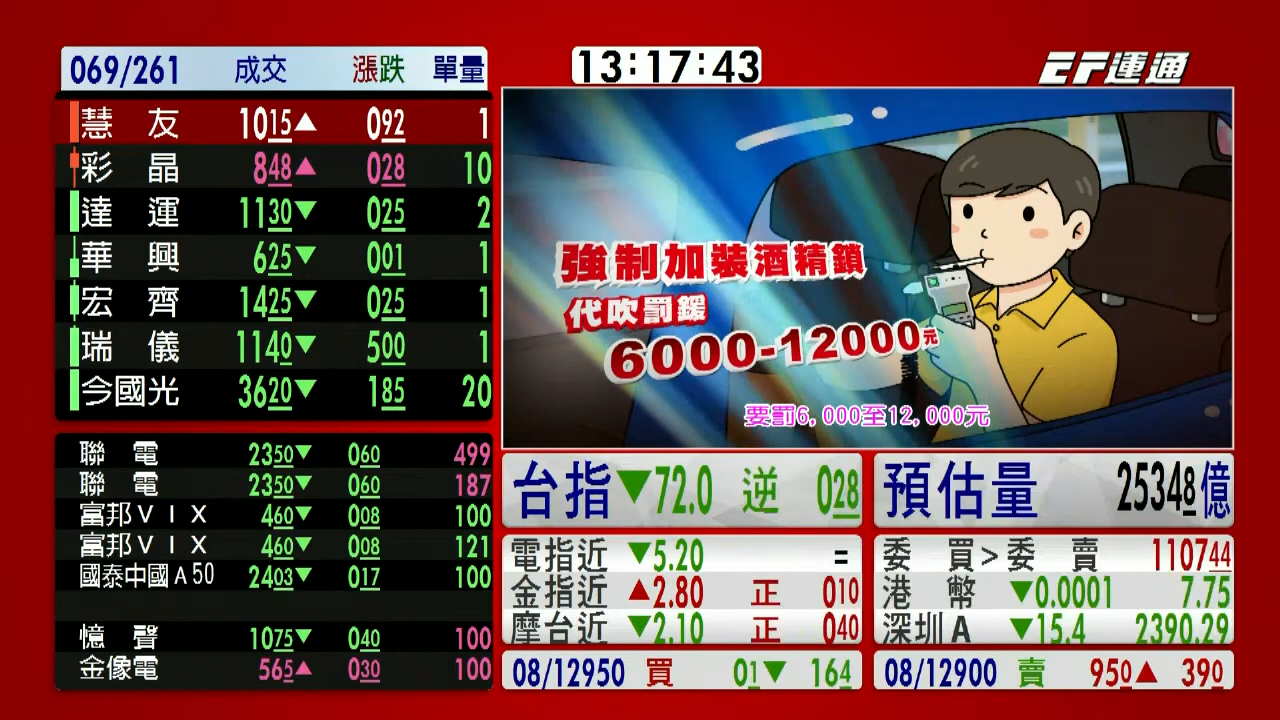 069/261 成交 漲跌 單量
慧友 1015▲ 092 1
彩晶 848▲ 028 10
達運 1130▼ 025 2
華興 625▼ 001 1
宏齊 1425▼ 025 1
瑞儀 1140▼ 500 1
今國光 3620▼ 185 20
聯電 2350▼ 060 499
聯電 2350▼ 060 187
富邦VIX 460▼ 008 100
富邦VIX 460▼ 008 121
國泰中國A50 2403▼ 017 100
憶聲 1075▼ 040 100
金像電 565▲ 030 100
13:17:43
EF運通
強制加裝酒精鎖
代吹罰鍰
6000-12000元
要罰6,000至12,000元
台指▼72.0 逆 028
預估量 25348億
電指近 ▼5.20 =
金指近 ▲2.80 正 010
摩台近 ▼2.10 正 040
委買>委賣 110744
港幣 ▼0.0001 7.75
深圳A ▼15.4 2390.29
08/12950 買 01▼ 164
08/12900 賣 950▲ 390